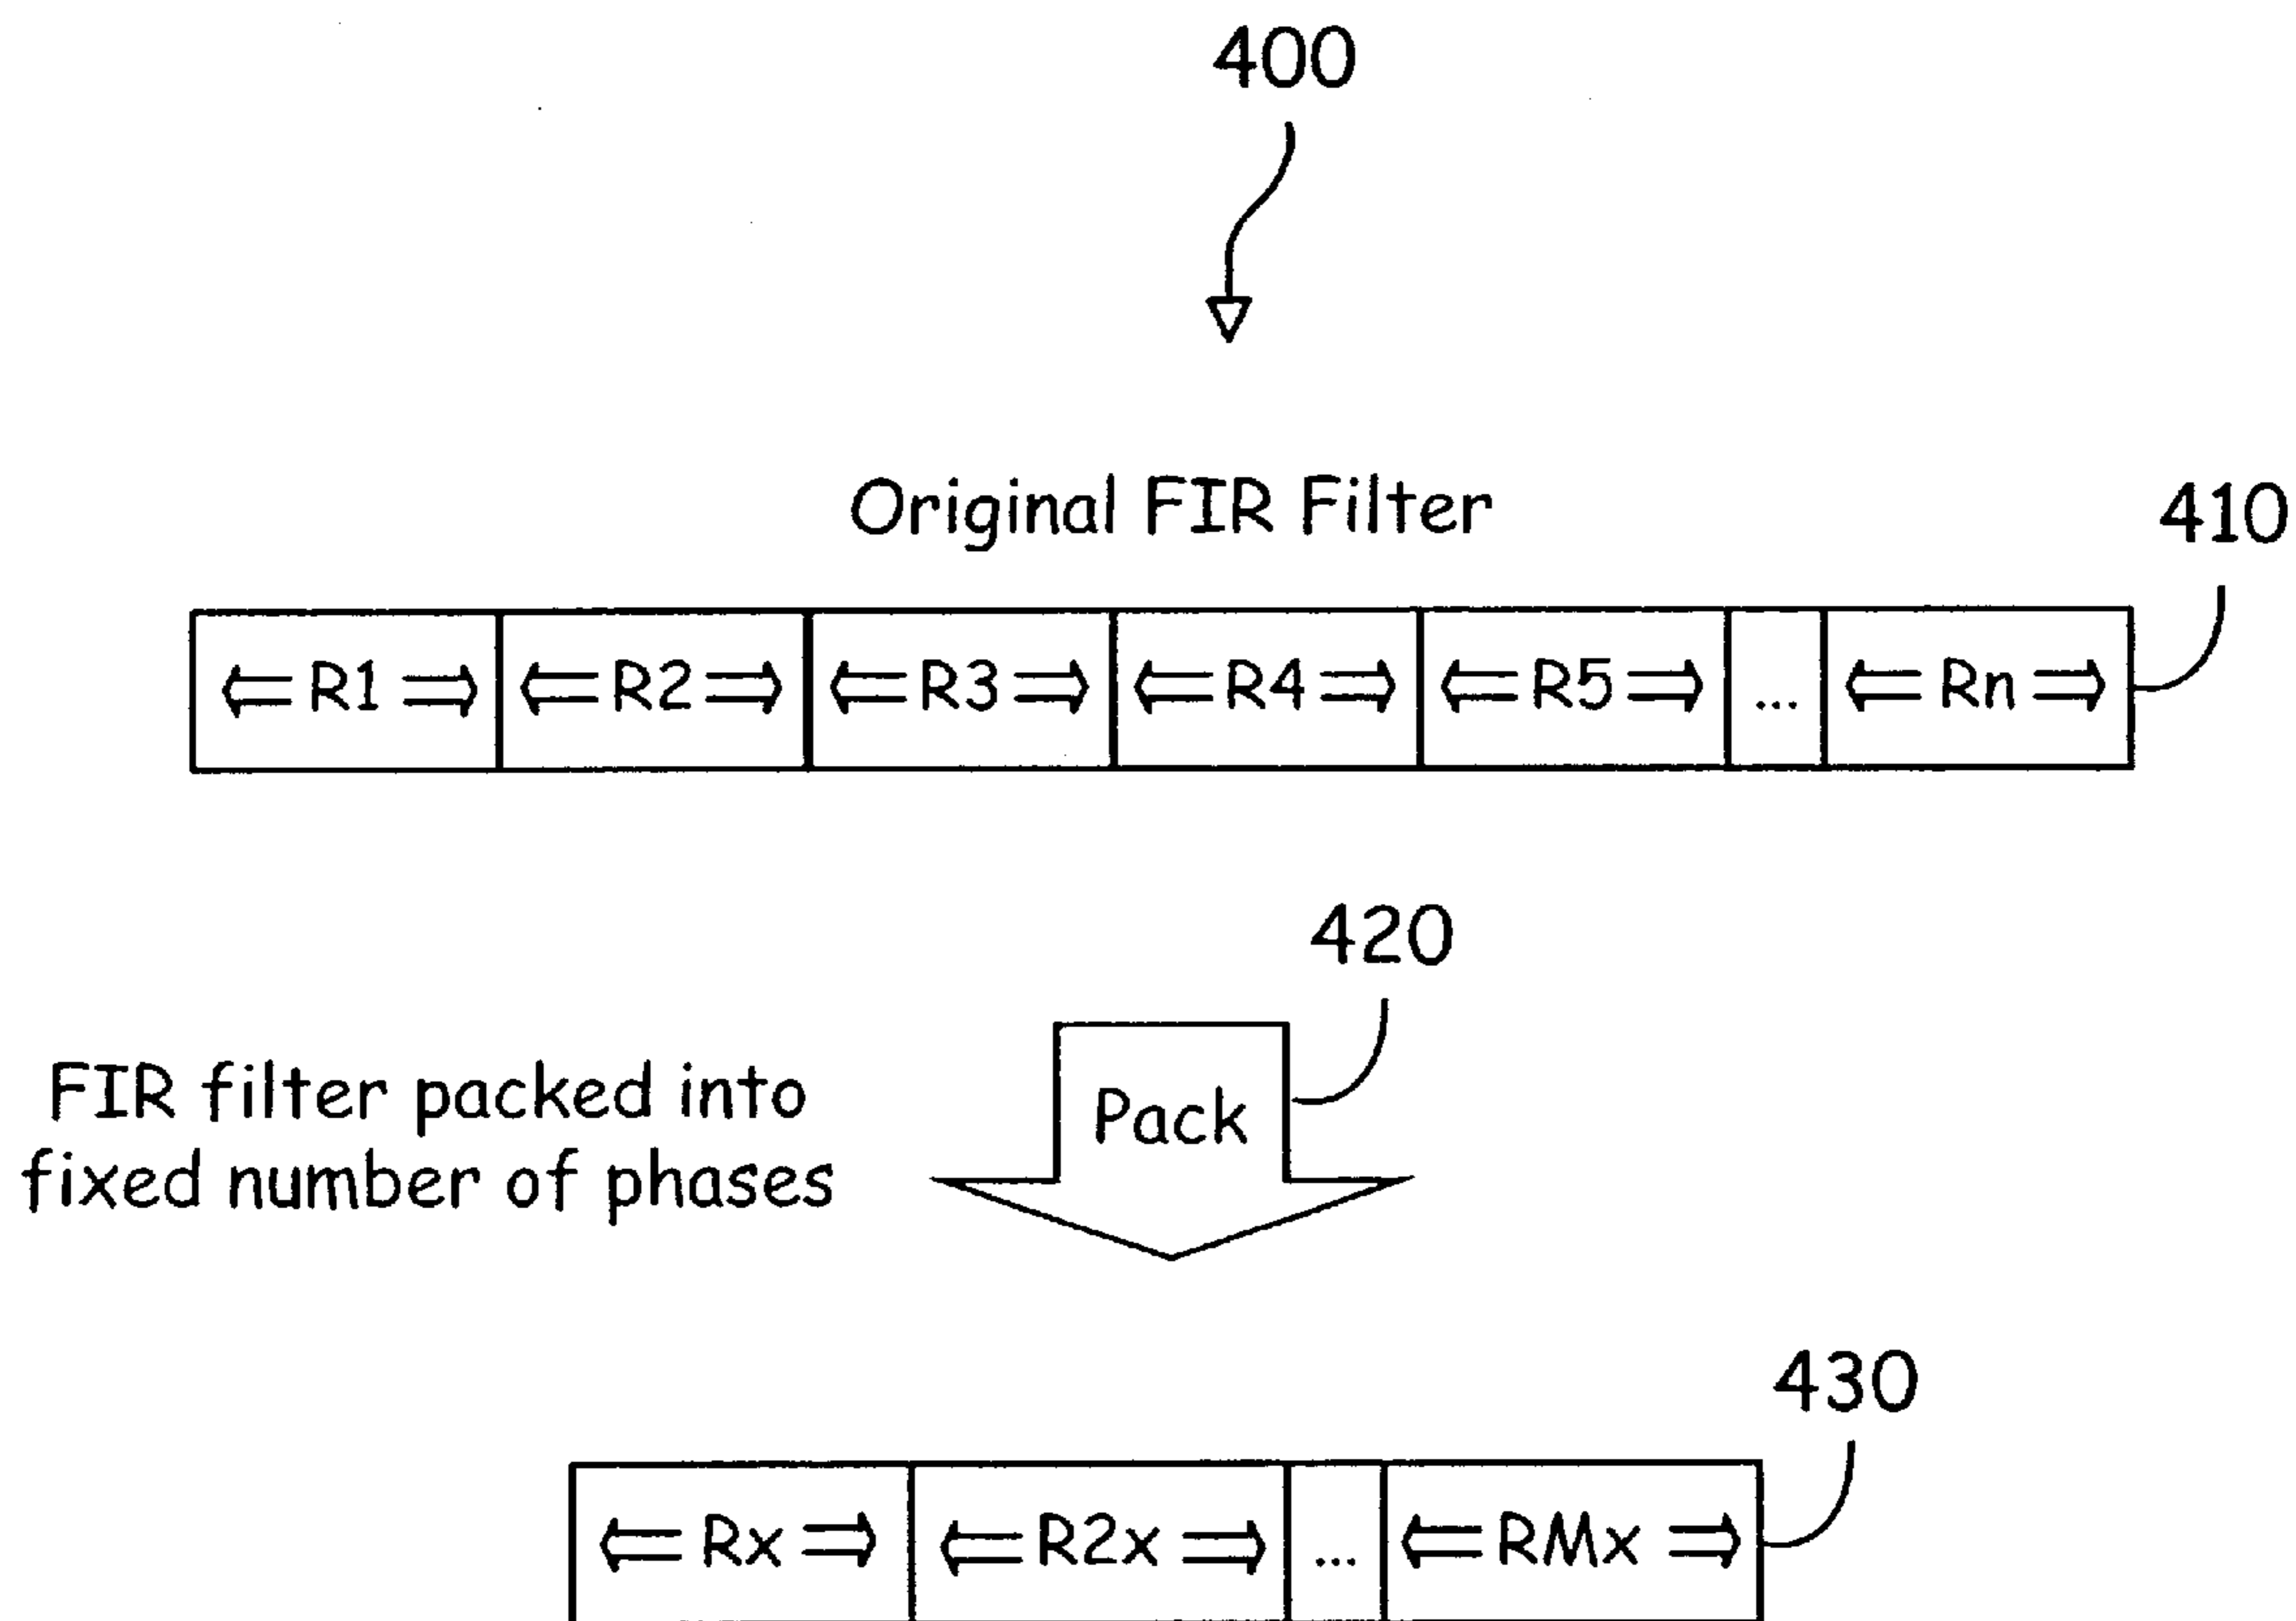 400
Original FIR Filter
410
⇐ R1 ⇒ ⇐ R2 ⇒ ⇐ R3 ⇒ ⇐ R4 ⇒ ⇐ R5 ⇒ ... ⇐ Rn ⇒
420
FIR filter packed into
fixed number of phases
Pack
430
⇐ Rx ⇒ ⇐ R2x ⇒ ... ⇐ RMx ⇒